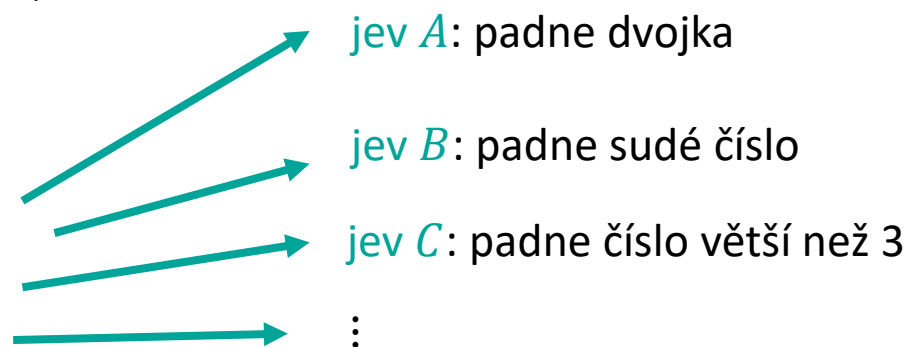 jev A: padne dvojka
jev B: padne sudé číslo
jev C: padne číslo větší než 3
⋮